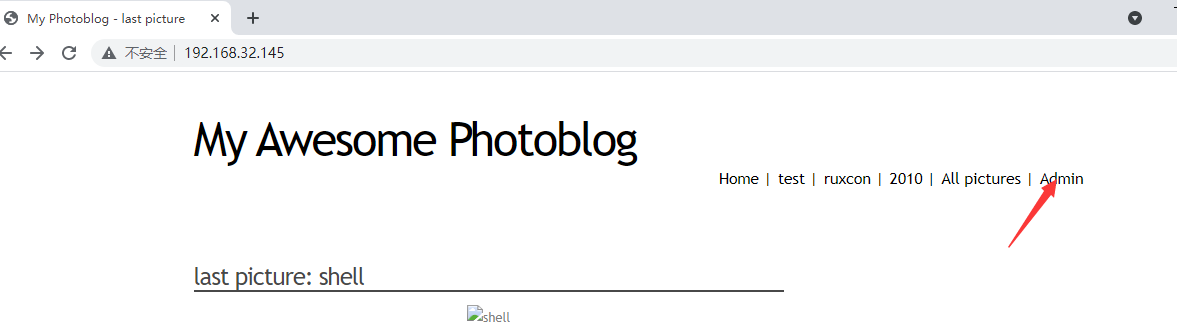 My Photoblog - last picture
不安全 192.168.32.145
My Awesome Photoblog
Home | test | ruxcon | 2010 | All pictures | Admin
last picture: shell
shell